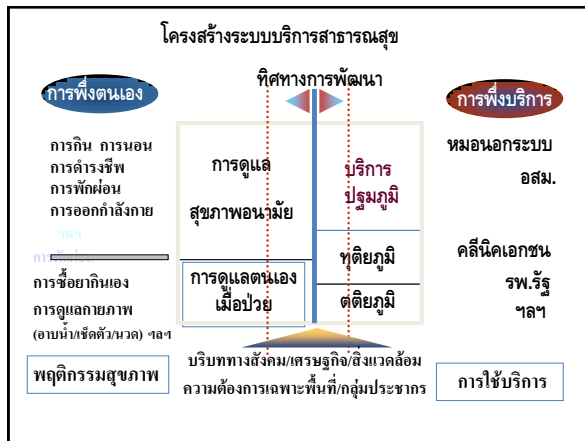 โครงสร้างระบบบริการสาธารณสุข
ทิศทางการพัฒนา
การพึ่งตนเอง
การพึ่งบริการ
การกิน การนอน
การดำรงชีพ
การพักผ่อน
การออกกำลังกาย
ฯลฯ
การซื้อยากินเอง
การดูแลกายภาพ
(อาบน้ำ/เช็ดตัว/นวด) ฯลฯ
พฤติกรรมสุขภาพ
การดูแล
สุขภาพอนามัย
การดูแลตนเอง
เมื่อป่วย
บริการ
ปฐมภูมิ
ทุติยภูมิ
ตติยภูมิ
หมอนอกระบบ
อสม.
คลีนิคเอกชน
รพ.รัฐ
ฯลฯ
การใช้บริการ
บริบททางสังคม/เศรษฐกิจ/สิ่งแวดล้อม
ความต้องการเฉพาะพื้นที่/กลุ่มประชากร